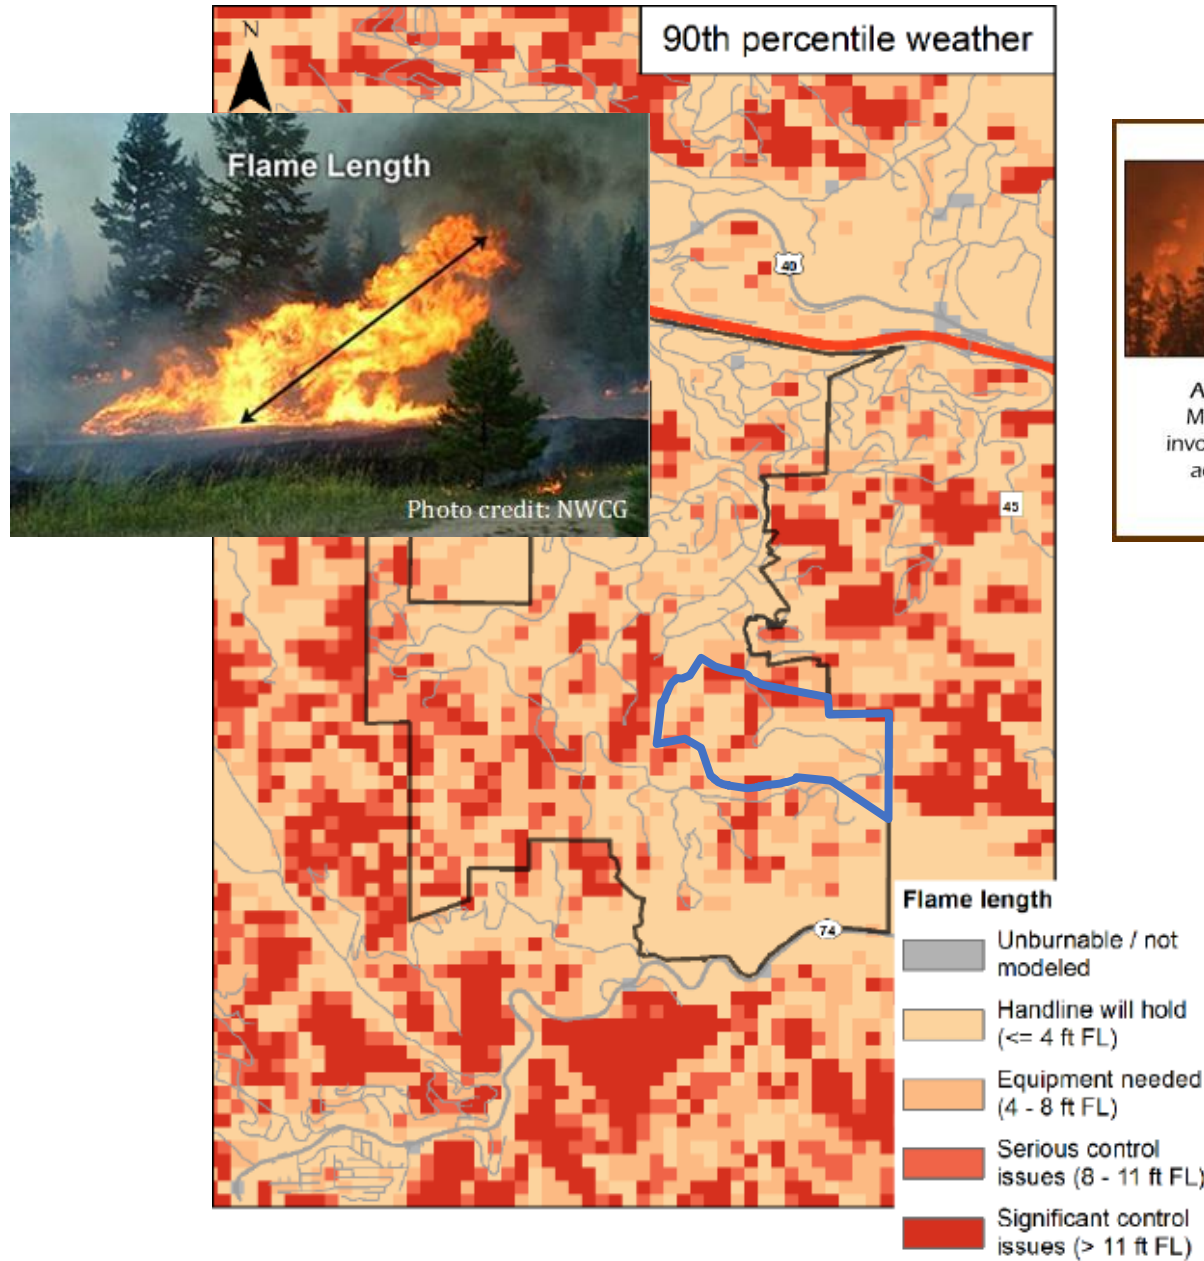 90th percentile weather
N
Flame Length
Photo credit: NWCG
40
45
74
Flame length
Unburnable / not
modeled
Handline will hold
(<= 4 ft FL)
Equipment needed
(4 - 8 ft FL)
Serious control
issues (8 - 11 ft FL)
Significant control
issues (> 11 ft FL)
A
M
invo
a